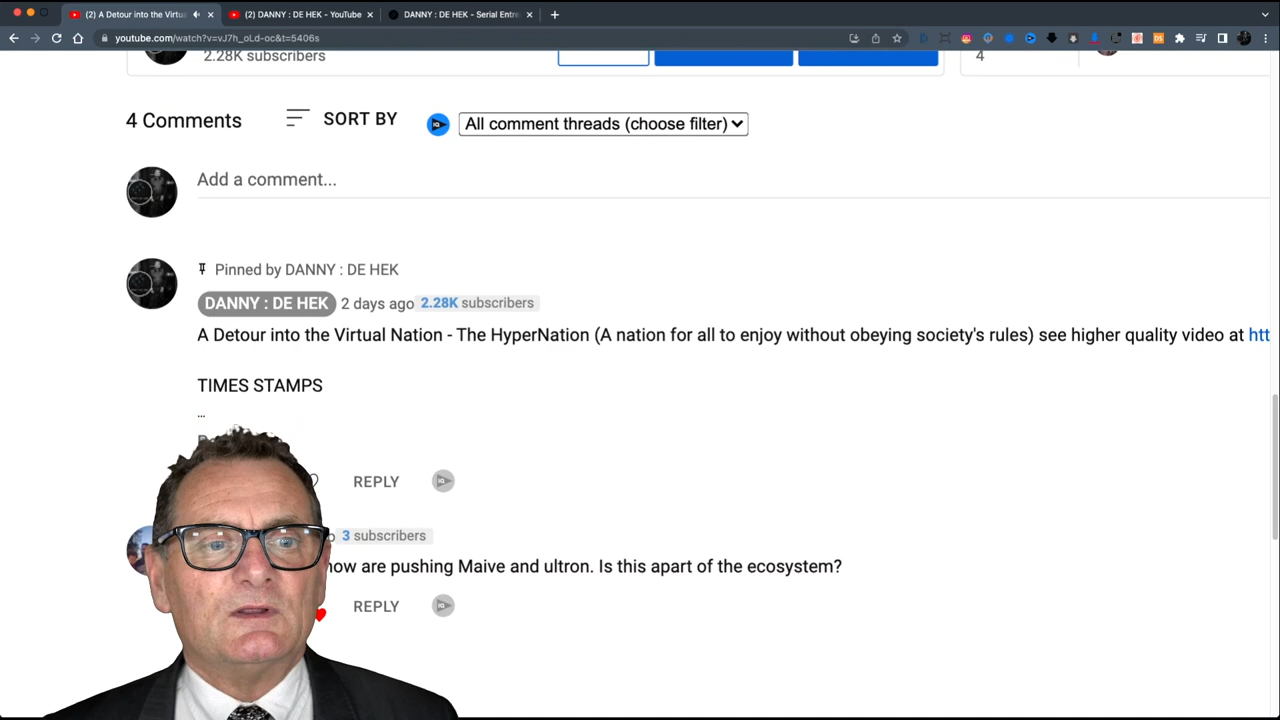 (2) A Detour into the Virtu
(2) DANNY : DE HEK - YouTube
DANNY : DE HEK - Serial Entre
youtube.com/watch?v=vJ7h_oLd-oc&t=5406s
2.28K subscribers
4
4 Comments
SORT BY
All comment threads (choose filter)
Add a comment...
Pinned by DANNY : DE HEK
DANNY : DE HEK 2 days ago 2.28K subscribers
A Detour into the Virtual Nation - The HyperNation (A nation for all to enjoy without obeying society's rules) see higher quality video at htt
TIMES STAMPS
...
REPLY
3 subscribers
now are pushing Maive and ultron. Is this apart of the ecosystem?
REPLY